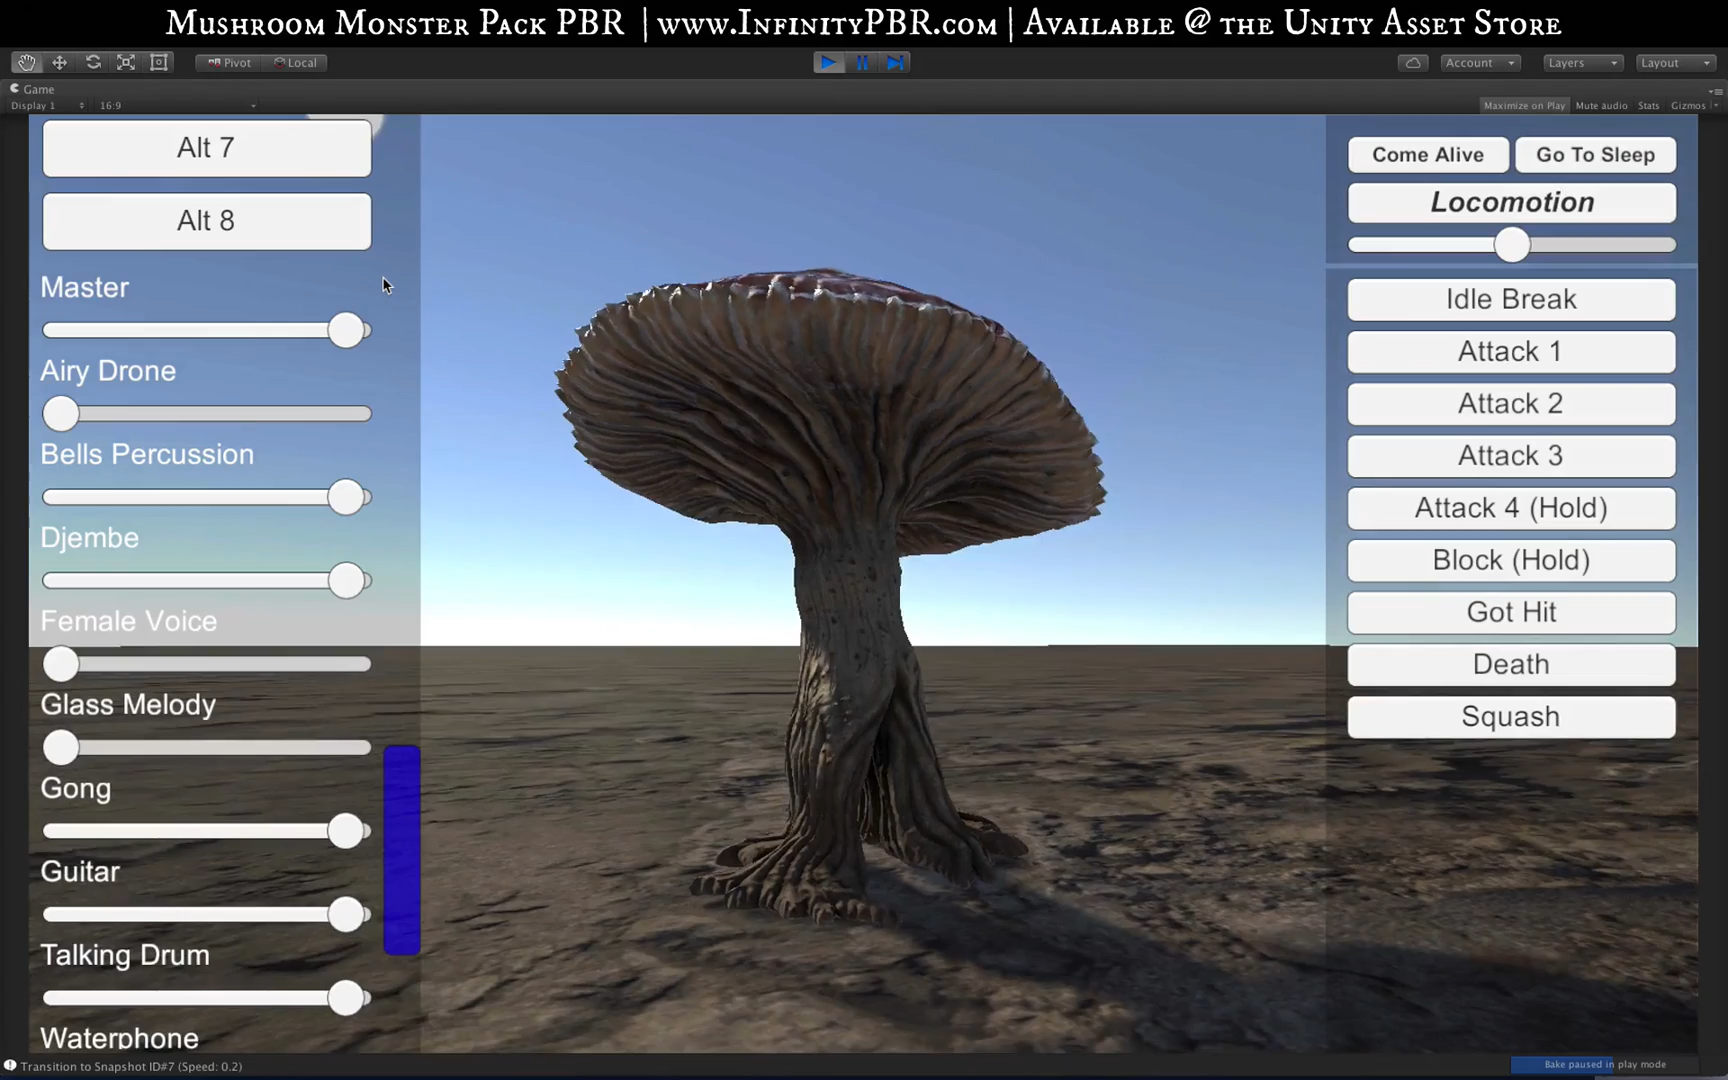 Mushroom Monster Pack PBR | www.InfinityPBR.com | Available @ the Unity Asset Store
Pivot Local Account Layers Layout
Game
Display 1 16:9 Maximize on Play Mute audio Stats Gizmos
Alt 7
Alt 8
Master
Airy Drone
Bells Percussion
Djembe
Female Voice
Glass Melody
Gong
Guitar
Talking Drum
Waterphone
Come Alive Go To Sleep
Locomotion
Idle Break
Attack 1
Attack 2
Attack 3
Attack 4 (Hold)
Block (Hold)
Got Hit
Death
Squash
Transition to Snapshot ID#7 (Speed: 0.2) Bake paused in play mode